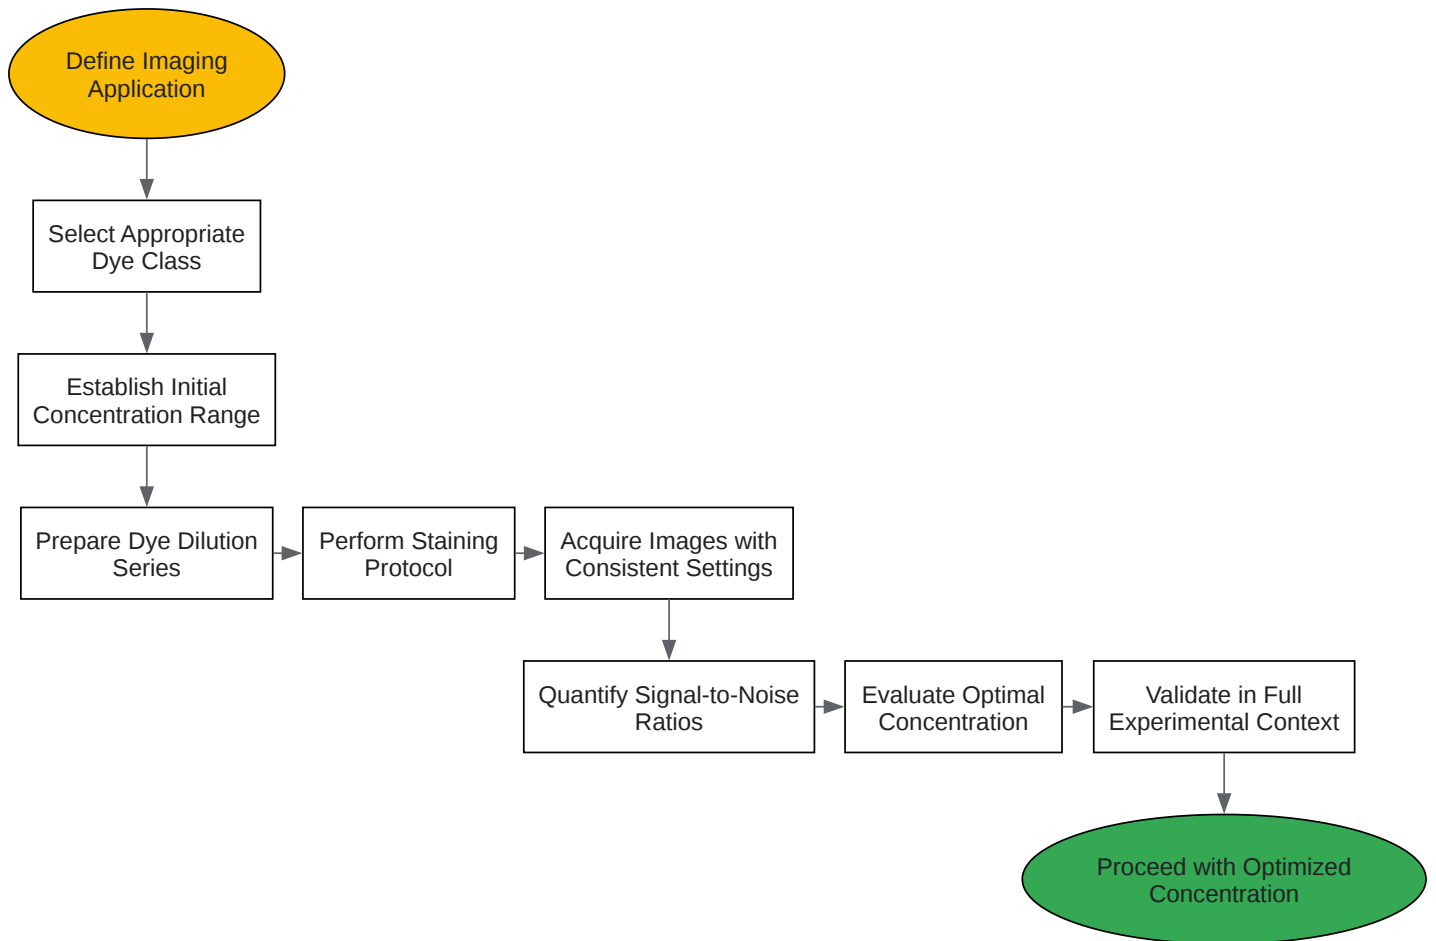 Define Imaging
Application
Select Appropriate
Dye Class
Establish Initial
Concentration Range
Prepare Dye Dilution
Series
Perform Staining
Protocol
Acquire Images with
Consistent Settings
Quantify Signal-to-Noise
Ratios
Evaluate Optimal
Concentration
Validate in Full
Experimental Context
Proceed with Optimized
Concentration